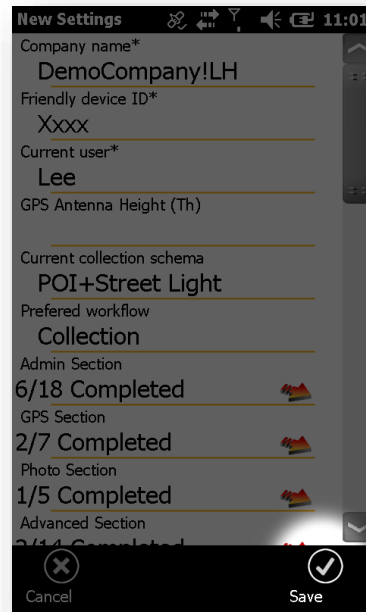 New Settings 11:01
Company name*
DemoCompany!LH
Friendly device ID*
Xxxx
Current user*
Lee
GPS Antenna Height (Th)
Current collection schema
POI+Street Light
Prefered workflow
Collection
Admin Section
6/18 Completed
GPS Section
2/7 Completed
Photo Section
1/5 Completed
Advanced Section
Cancel Save